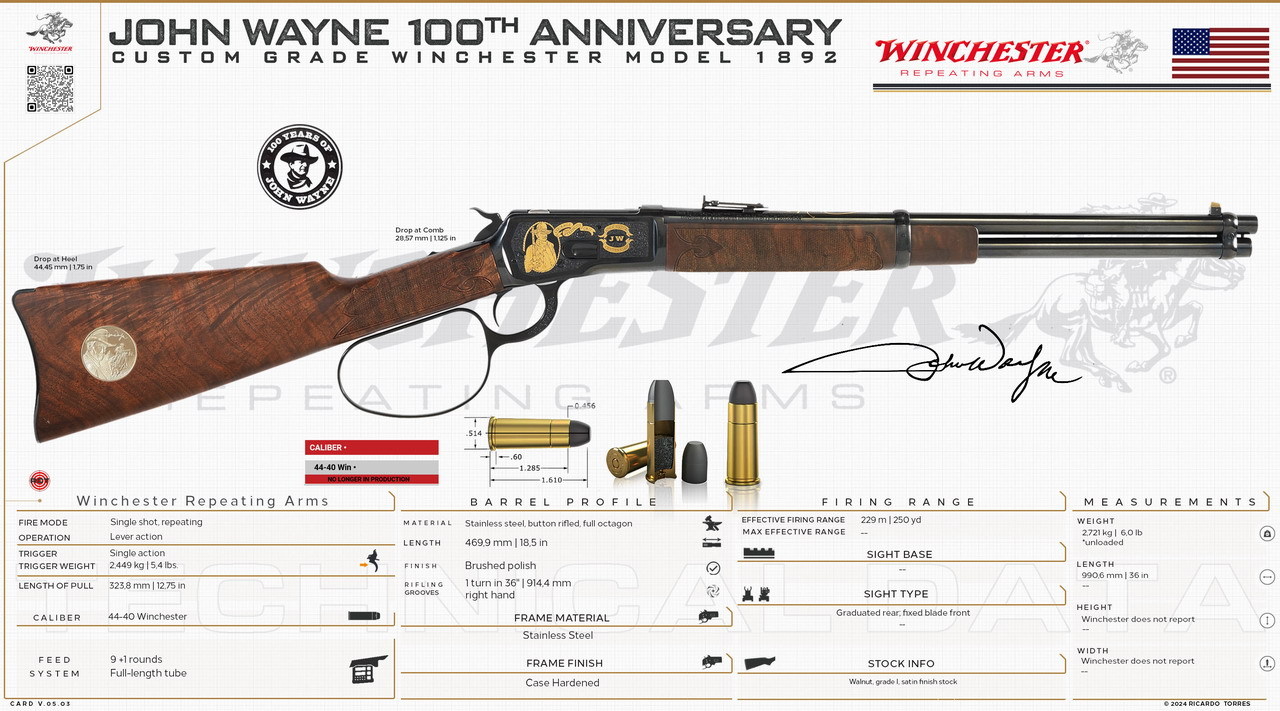 JOHN WAYNE 100TH ANNIVERSARY
CUSTOM GRADE WINCHESTER MODEL 1892
WINCHESTER
WINCHESTER®
REPEATING ARMS
100 YEARS OF
JOHN WAYNE
Drop at Comb
28,57 mm | 1,125 in
Drop at Heel
44,45 mm | 1,75 in
JW
WINCHESTER
REPEATING ARMS
®
John Wayne
0.456
.514
.60
1.285
1.610
CALIBER •
44-40 Win •
NO LONGER IN PRODUCTION
Winchester Repeating Arms
FIRE MODE Single shot, repeating
OPERATION Lever action
TRIGGER Single action
TRIGGER WEIGHT 2,449 kg | 5,4 lbs.
LENGTH OF PULL 323,8 mm | 12,75 in
CALIBER 44-40 Winchester
FEED 9 +1 rounds
SYSTEM Full-length tube
BARREL PROFILE
MATERIAL Stainless steel, button rifled, full octagon
LENGTH 469,9 mm | 18,5 in
FINISH Brushed polish
RIFLING 1 turn in 36" | 914,4 mm
GROOVES right hand
FRAME MATERIAL
Stainless Steel
FRAME FINISH
Case Hardened
FIRING RANGE
EFFECTIVE FIRING RANGE 229 m | 250 yd
MAX EFFECTIVE RANGE --
SIGHT BASE
--
SIGHT TYPE
Graduated rear; fixed blade front
--
STOCK INFO
Walnut, grade I, satin finish stock
MEASUREMENTS
WEIGHT
2,721 kg | 6,0 lb
*unloaded
LENGTH
990,6 mm | 36 in
--
HEIGHT
Winchester does not report
--
WIDTH
Winchester does not report
--
TECHNICAL DATA
CARD V.05.03
© 2024 RICARDO TORRES